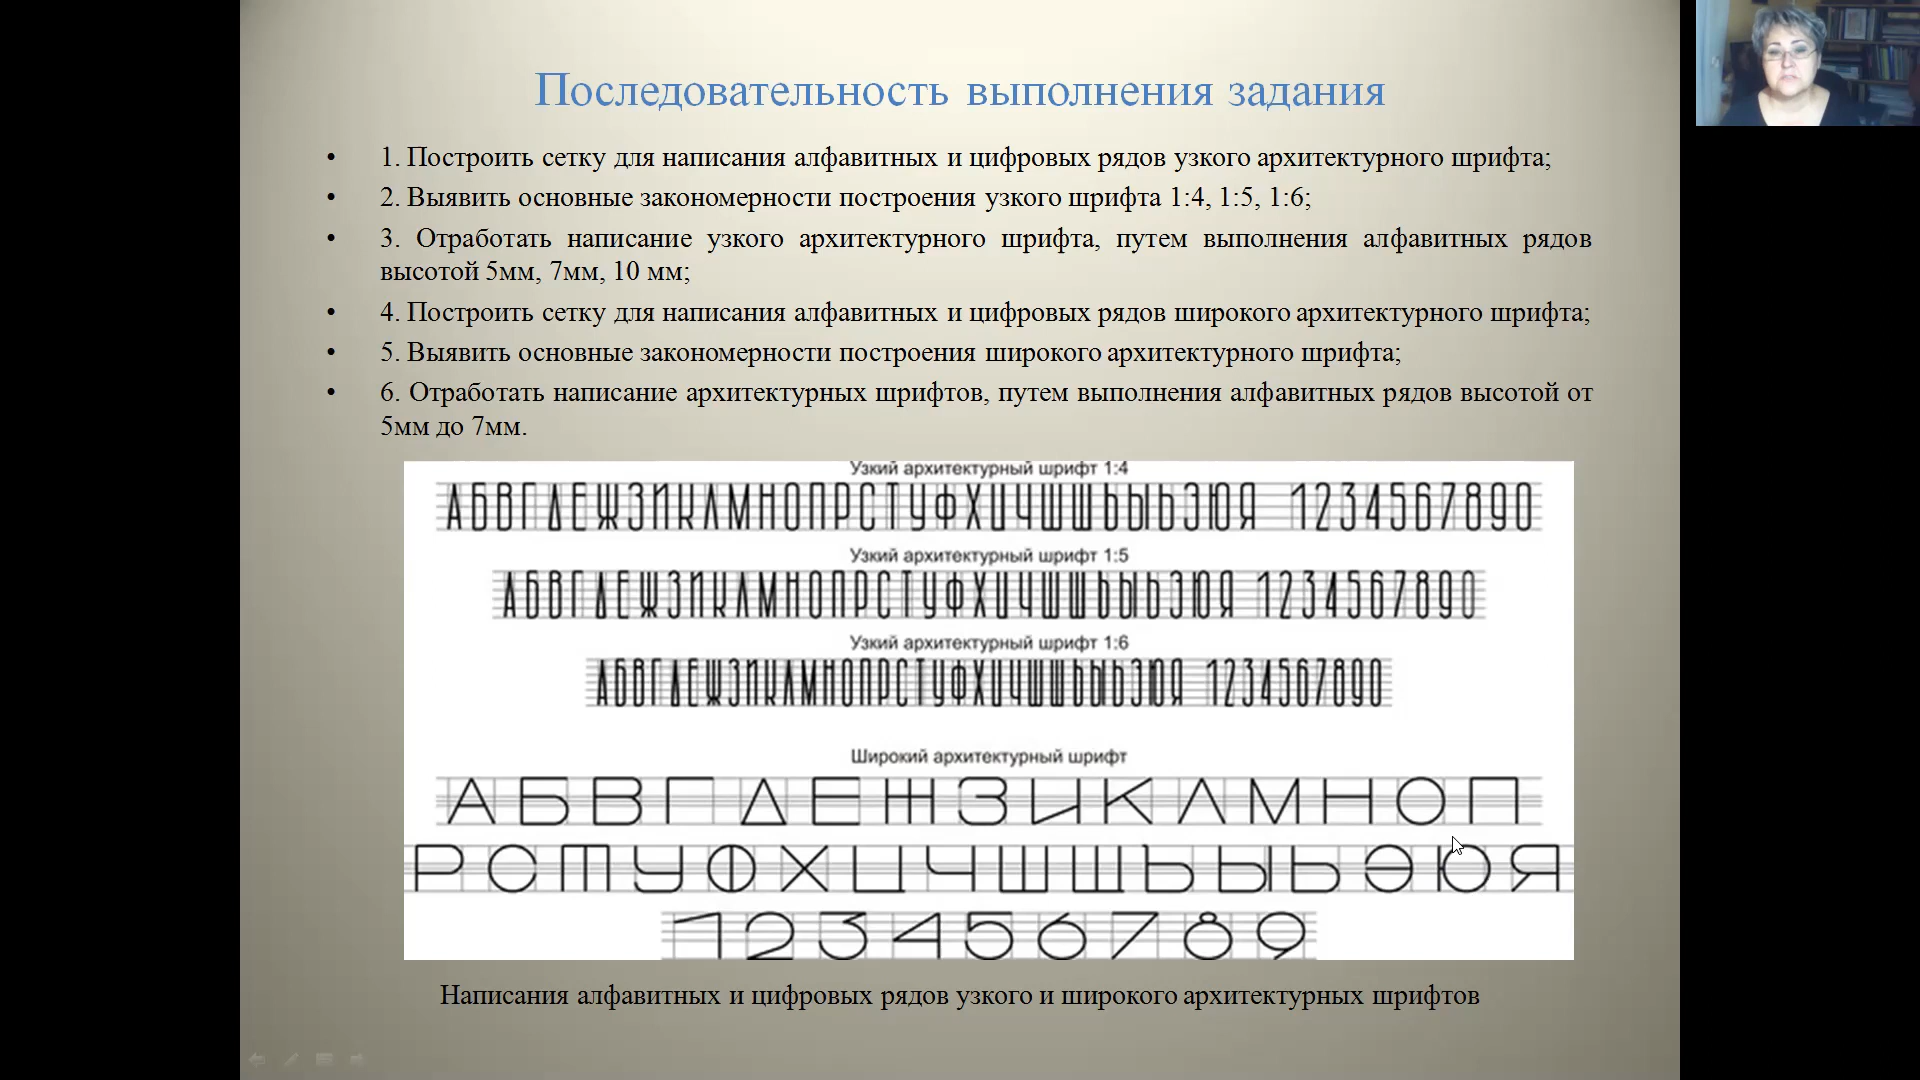 Последовательность выполнения задания
• 1. Построить сетку для написания алфавитных и цифровых рядов узкого архитектурного шрифта;
• 2. Выявить основные закономерности построения узкого шрифта 1:4, 1:5, 1:6;
• 3. Отработать написание узкого архитектурного шрифта, путем выполнения алфавитных рядов
высотой 5мм, 7мм, 10 мм;
• 4. Построить сетку для написания алфавитных и цифровых рядов широкого архитектурного шрифта;
• 5. Выявить основные закономерности построения широкого архитектурного шрифта;
• 6. Отработать написание архитектурных шрифтов, путем выполнения алфавитных рядов высотой от
5мм до 7мм.
Узкий архитектурный шрифт 1:4
АБВГДЕЖЗИКЛМНОПРСТУФХЦЧШЩЪЫЬЭЮЯ 1234567890
Узкий архитектурный шрифт 1:5
АБВГДЕЖЗИКЛМНОПРСТУФХЦЧШЩЪЫЬЭЮЯ 1234567890
Узкий архитектурный шрифт 1:6
АБВГДЕЖЗИКЛМНОПРСТУФХЦЧШЩЪЫЬЭЮЯ 1234567890
Широкий архитектурный шрифт
АБВГДЕЖЗИКЛМНОП
РСТУФХЦЧШЩЪЫЬЭЮЯ
123456789
Написания алфавитных и цифровых рядов узкого и широкого архитектурных шрифтов